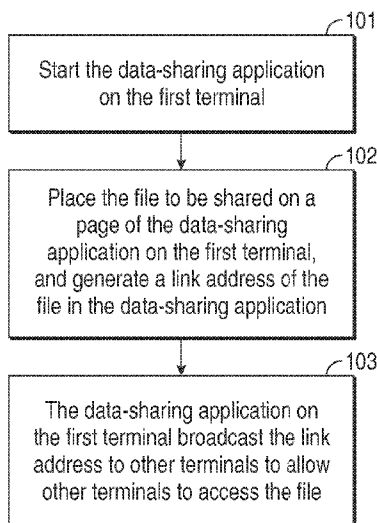 101
Start the data-sharing application
on the first terminal
102
Place the file to be shared on a
page of the data-sharing
application on the first terminal,
and generate a link address of the
file in the data-sharing application
103
The data-sharing application on
the first terminal broadcast the link
address to other terminals to allow
other terminals to access the file